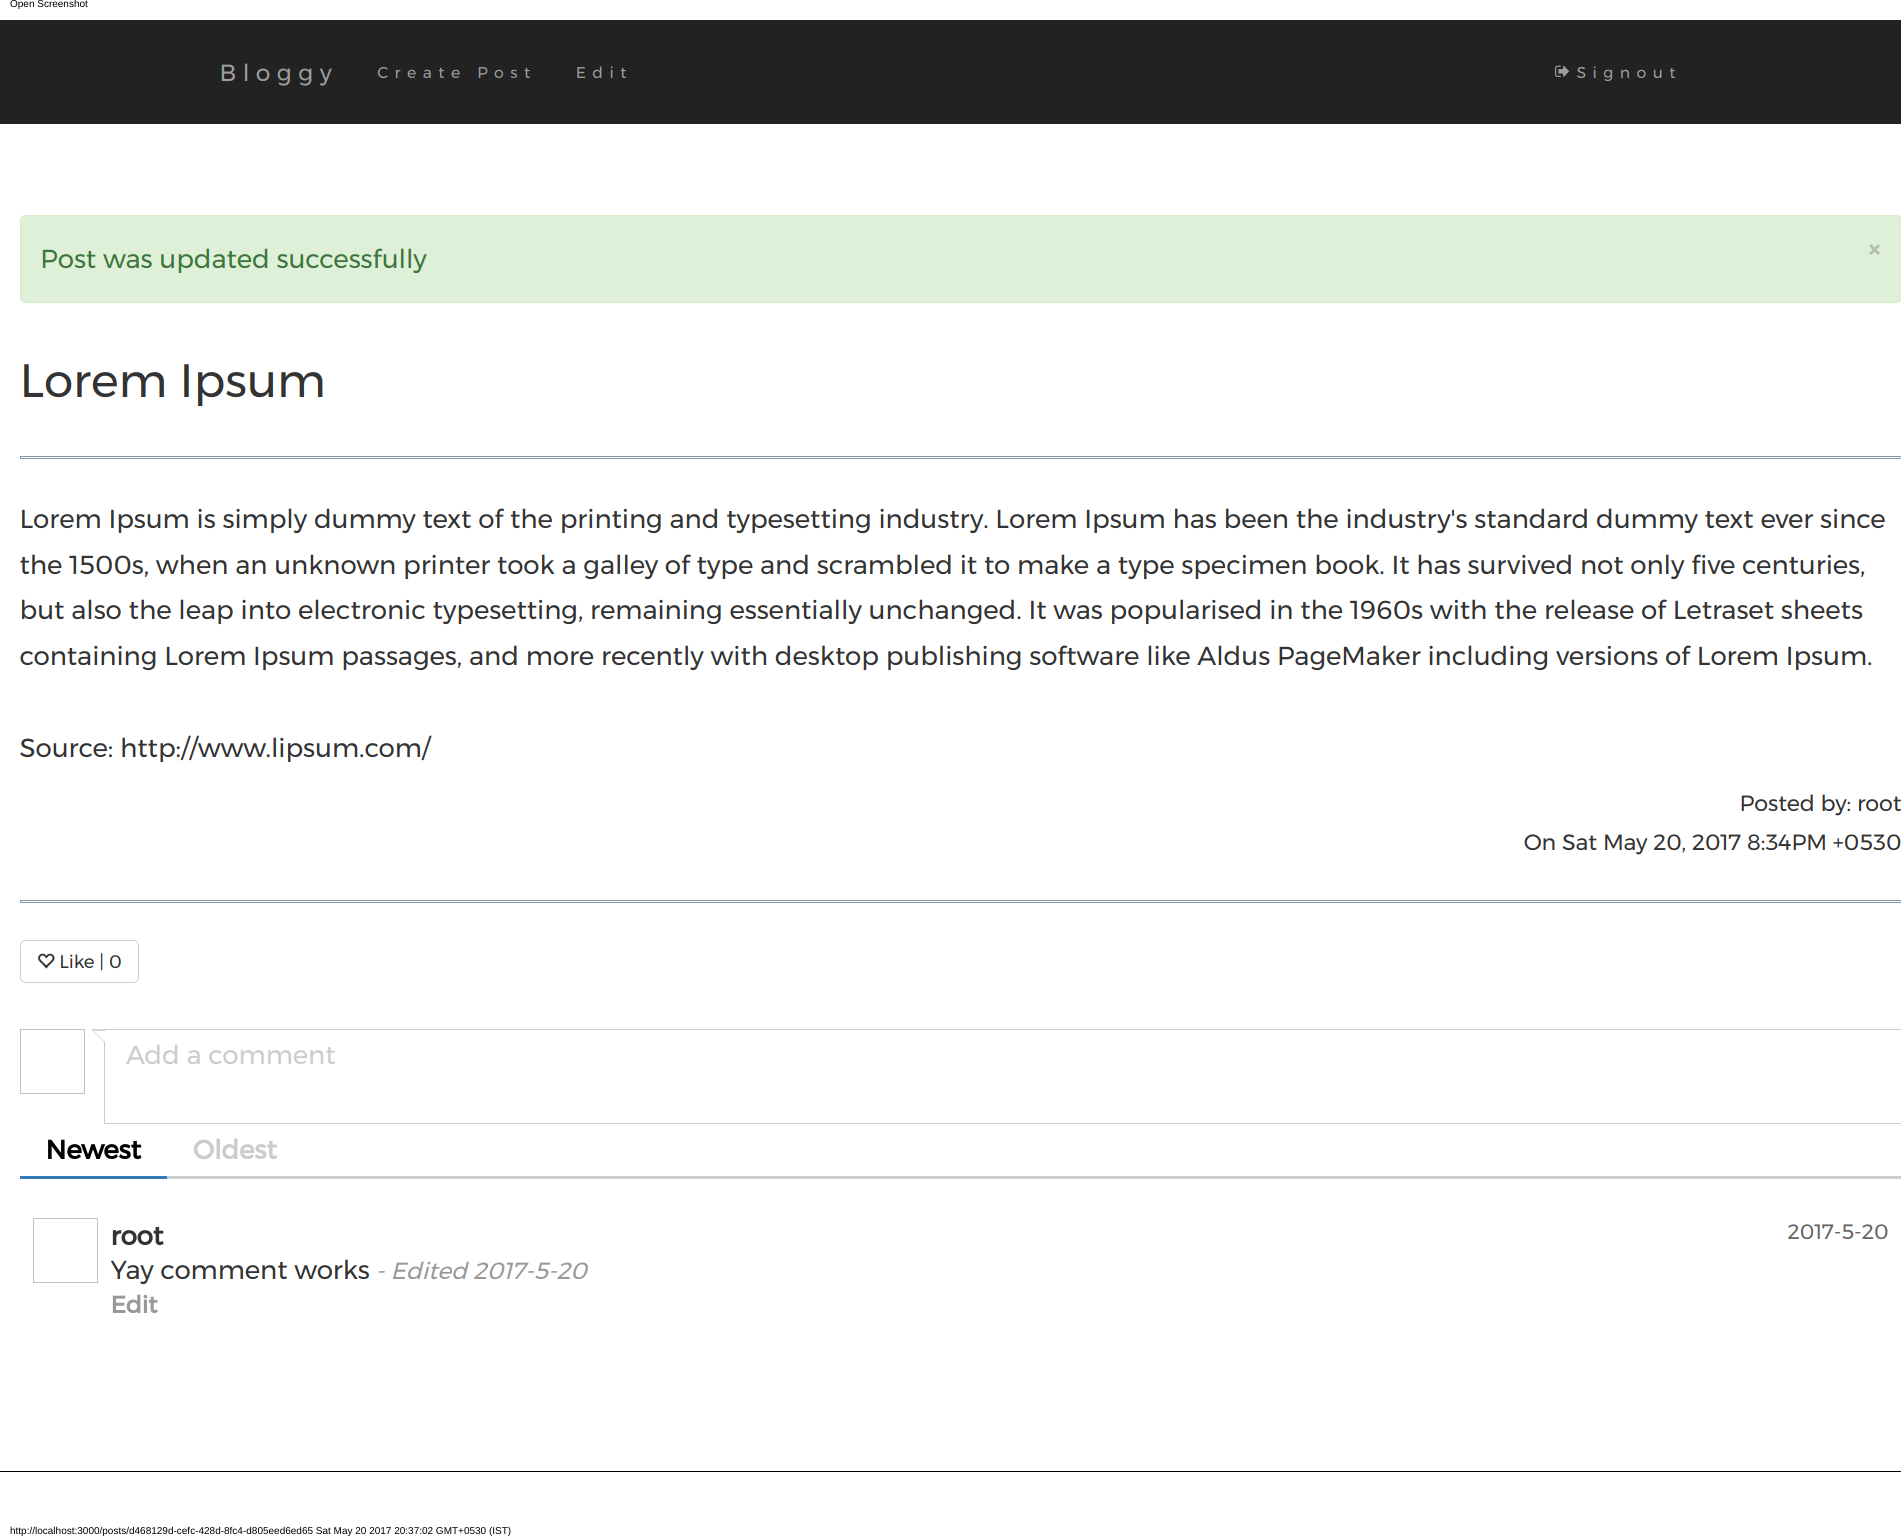 Open Screenshot
Bloggy Create Post Edit Signout
Post was updated successfully ×
Lorem Ipsum
Lorem Ipsum is simply dummy text of the printing and typesetting industry. Lorem Ipsum has been the industry's standard dummy text ever since
the 1500s, when an unknown printer took a galley of type and scrambled it to make a type specimen book. It has survived not only five centuries,
but also the leap into electronic typesetting, remaining essentially unchanged. It was popularised in the 1960s with the release of Letraset sheets
containing Lorem Ipsum passages, and more recently with desktop publishing software like Aldus PageMaker including versions of Lorem Ipsum.
Source: http://www.lipsum.com/
Posted by: root
On Sat May 20, 2017 8:34PM +0530
Like | 0
Add a comment
Newest Oldest
root 2017-5-20
Yay comment works - Edited 2017-5-20
Edit
http://localhost:3000/posts/d468129d-cefc-428d-8fc4-d805eed6ed65 Sat May 20 2017 20:37:02 GMT+0530 (IST)